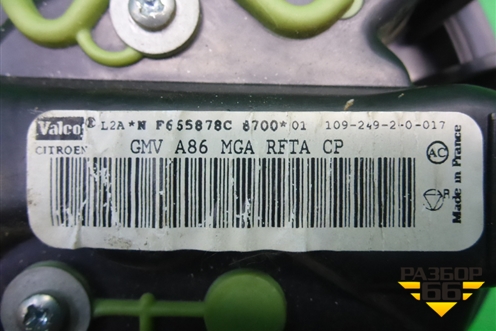 Valeo® L2A*N F665878C 8700*01 109-249-2-0-017
CITROEN GMV A86 MGA RFTA CP
AC
Made in France
РАЗБОР
66